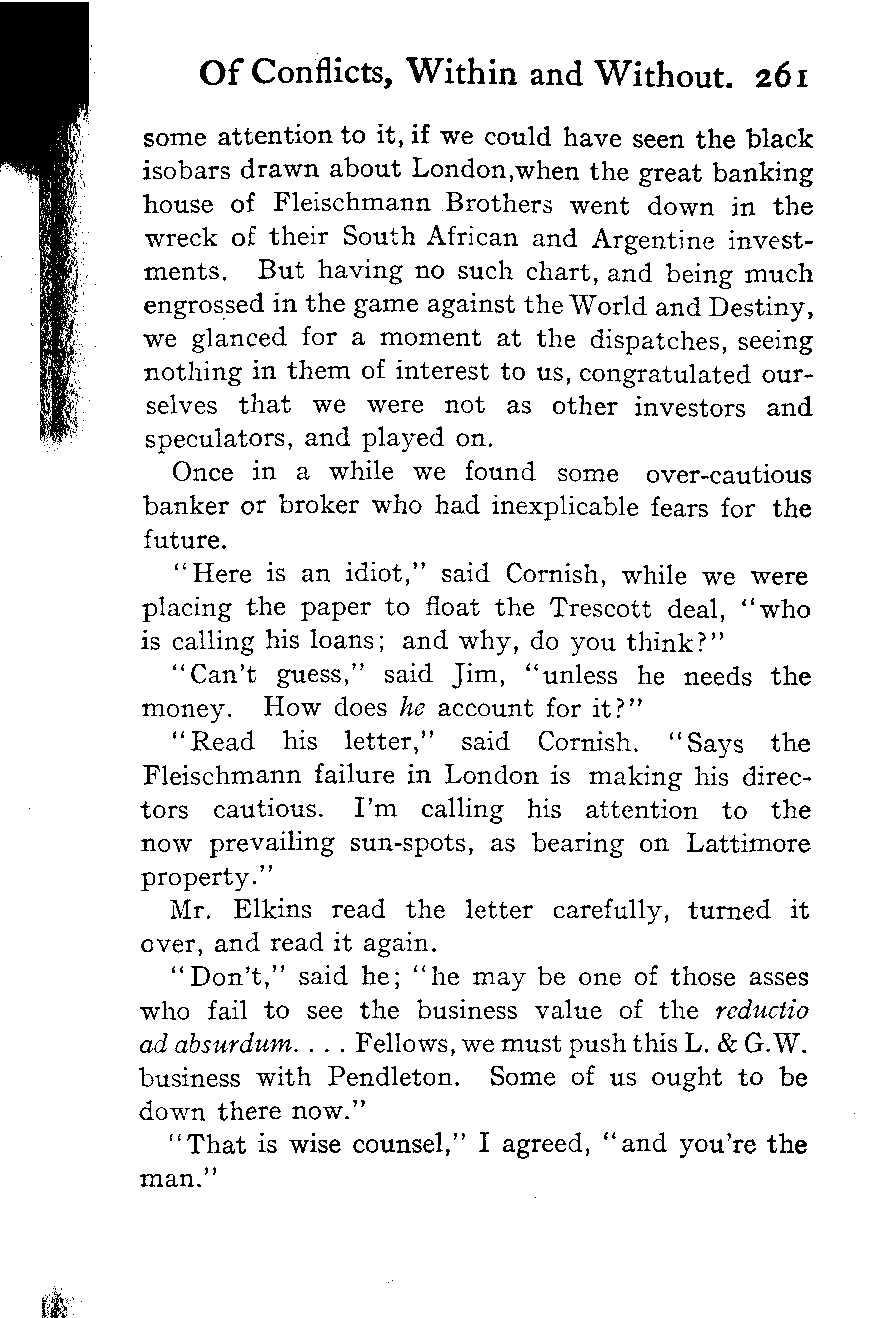 Of Conflicts, Within and Without. 261
some attention to it, if we could have seen the black
isobars drawn about London,when the great banking
house of Fleischmann Brothers went down in the
wreck of their South African and Argentine invest-
ments. But having no such chart, and being much
engrossed in the game against the World and Destiny,
we glanced for a moment at the dispatches, seeing
nothing in them of interest to us, congratulated our-
selves that we were not as other investors and
speculators, and played on.
Once in a while we found some over-cautious
banker or broker who had inexplicable fears for the
future.
"Here is an idiot," said Cornish, while we were
placing the paper to float the Trescott deal, "who
is calling his loans; and why, do you think?"
"Can't guess," said Jim, "unless he needs the
money. How does he account for it?"
"Read his letter," said Cornish. "Says the
Fleischmann failure in London is making his direc-
tors cautious. I'm calling his attention to the
now prevailing sun-spots, as bearing on Lattimore
property."
Mr. Elkins read the letter carefully, turned it
over, and read it again.
"Don't," said he; "he may be one of those asses
who fail to see the business value of the reductio
ad absurdum. . . . Fellows, we must push this L. & G.W.
business with Pendleton. Some of us ought to be
down there now."
"That is wise counsel," I agreed, "and you're the
man."